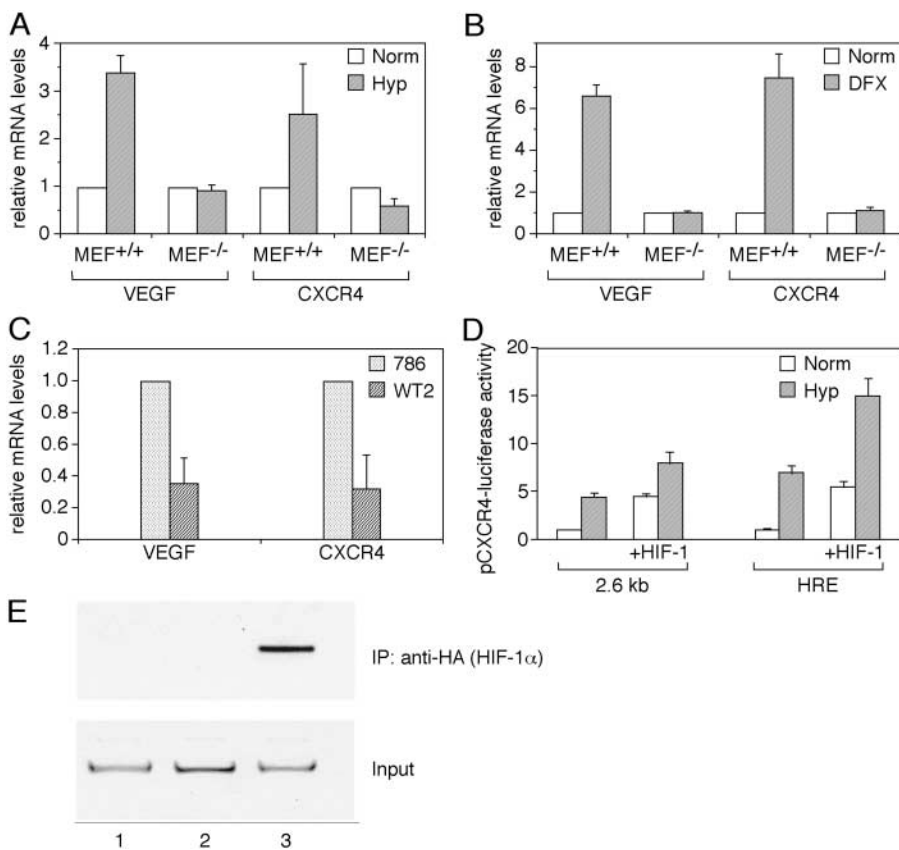 A
relative mRNA levels
4
3
2
1
0
Norm
Hyp
MEF+/+ MEF-/- MEF+/+ MEF-/-
VEGF CXCR4
B
relative mRNA levels
8
6
4
2
0
Norm
DFX
MEF+/+ MEF-/- MEF+/+ MEF-/-
VEGF CXCR4
C
relative mRNA levels
1.2
1.0
0.8
0.6
0.4
0.2
0
786
WT2
VEGF CXCR4
D
pCXCR4-luciferase activity
20
15
10
5
0
Norm
Hyp
+HIF-1 +HIF-1
2.6 kb HRE
E
IP: anti-HA (HIF-1α)
Input
1 2 3